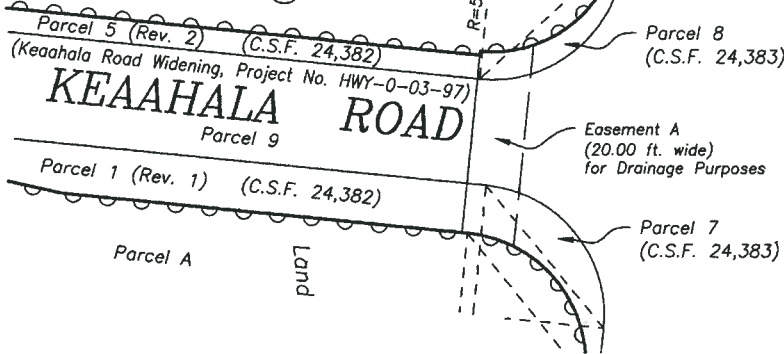 R=5
Parcel 5 (Rev. 2) (C.S.F. 24,382)
(Keaahala Road Widening, Project No. HWY-0-03-97)
KEAAHALA ROAD
Parcel 9
Parcel 1 (Rev. 1) (C.S.F. 24,382)
Parcel A
Land
Parcel 8
(C.S.F. 24,383)
Easement A
(20.00 ft. wide)
for Drainage Purposes
Parcel 7
(C.S.F. 24,383)